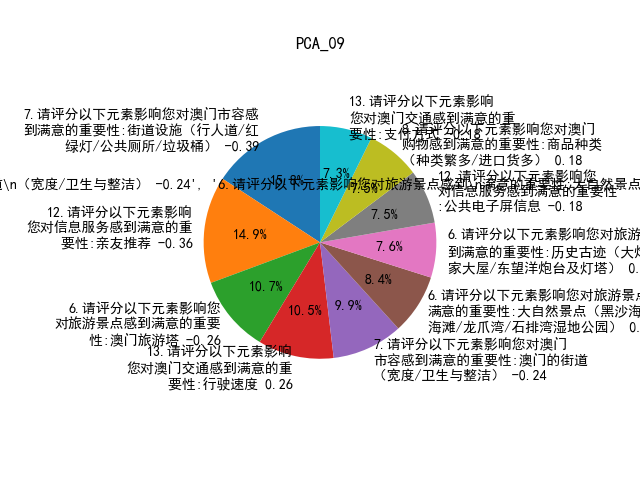 PCA_09
13.请评分以下元素影响
您对澳门交通感到满意的重
要性:支付方式 -0.18
7.请评分以下元素影响您对澳门市容感
到满意的重要性:街道设施（行人道/红
绿灯/公共厕所/垃圾桶） -0.39
9.请评分以下元素影响您对澳门
购物感到满意的重要性:商品种类
（种类繁多/进口货多） 0.18
12.请评分以下元素影响您
对信息服务感到满意的重要性
:公共电子屏信息 -0.18
道\n（宽度/卫生与整洁） -0.24', '6.请评分以下元素影响您对旅游景点感到\n满意的重要性:大自然景点
12.请评分以下元素影响
您对信息服务感到满意的重
要性:亲友推荐 -0.36
6.请评分以下元素影响您对旅游
到满意的重要性:历史古迹（大炮
家大屋/东望洋炮台及灯塔） 0.
6.请评分以下元素影响您对旅游景点
满意的重要性:大自然景点（黑沙海
海滩/龙爪湾/石排湾湿地公园） 0.
6.请评分以下元素影响您
对旅游景点感到满意的重要
性:澳门旅游塔 -0.26
7.请评分以下元素影响您对澳门
市容感到满意的重要性:澳门的街道
（宽度/卫生与整洁） -0.24
13.请评分以下元素影响您
您对澳门交通感到满意的重
要性:行驶速度 0.26
7.3%
7.5%
7.6%
8.4%
9.9%
10.5%
10.7%
14.9%